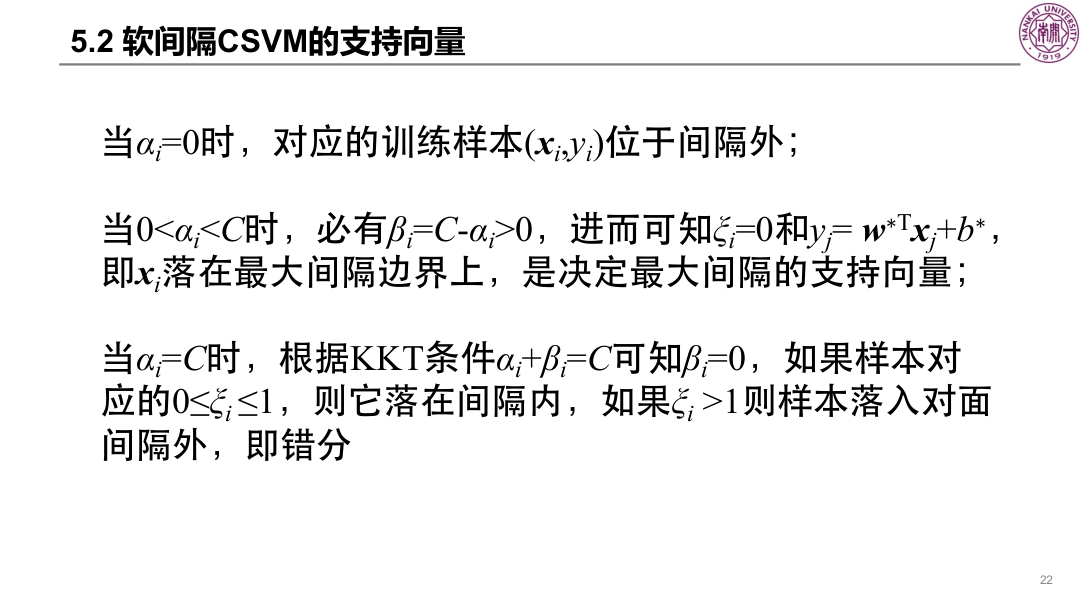 5.2 软间隔CSVM的支持向量
NANKAI UNIVERSITY
南開
1919
当αi=0时，对应的训练样本(xi,yi)位于间隔外；
当0<αi<C时，必有βi=C-αi>0，进而可知ξi=0和yj= w*Txj+b*，
即xi落在最大间隔边界上，是决定最大间隔的支持向量；
当αi=C时，根据KKT条件αi+βi=C可知βi=0，如果样本对
应的0≤ξi ≤1，则它落在间隔内，如果ξi >1则样本落入对面
间隔外，即错分
22